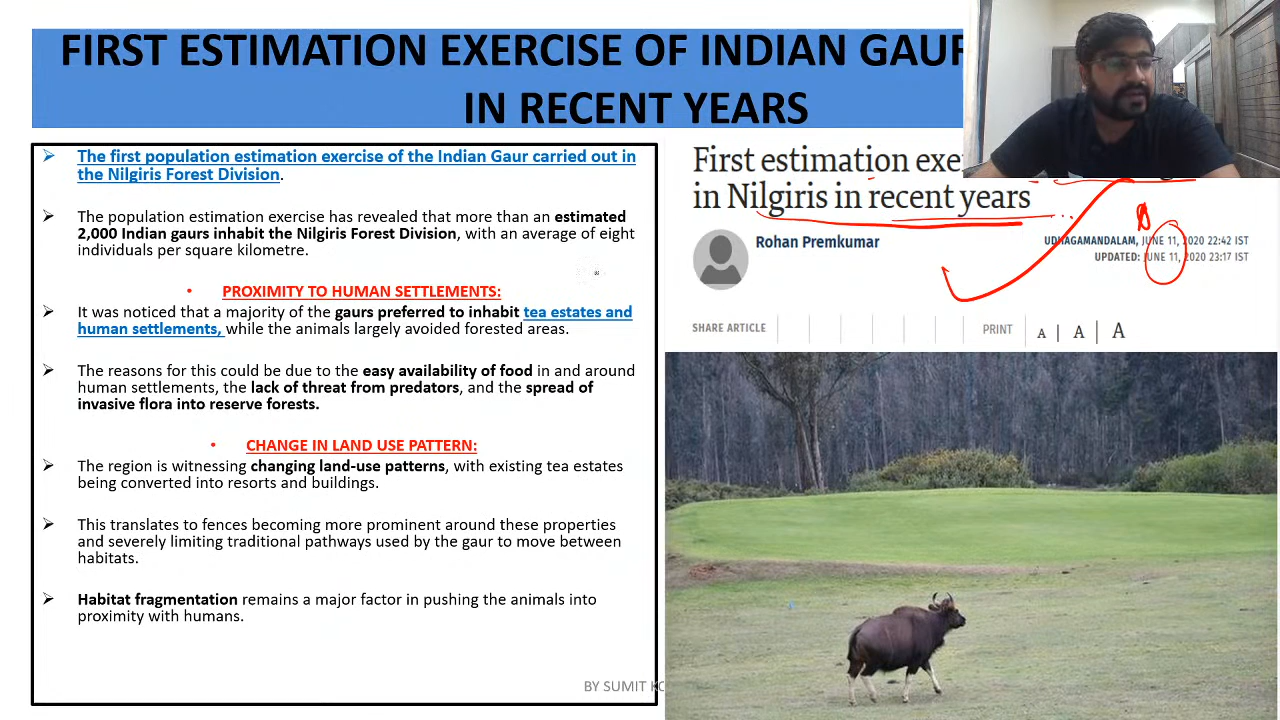 FIRST ESTIMATION EXERCISE OF INDIAN GAUR
IN RECENT YEARS
➢ The first population estimation exercise of the Indian Gaur carried out in
the Nilgiris Forest Division.
➢ The population estimation exercise has revealed that more than an estimated
2,000 Indian gaurs inhabit the Nilgiris Forest Division, with an average of eight
individuals per square kilometre.
• PROXIMITY TO HUMAN SETTLEMENTS:
➢ It was noticed that a majority of the gaurs preferred to inhabit tea estates and
human settlements, while the animals largely avoided forested areas.
➢ The reasons for this could be due to the easy availability of food in and around
human settlements, the lack of threat from predators, and the spread of
invasive flora into reserve forests.
• CHANGE IN LAND USE PATTERN:
➢ The region is witnessing changing land-use patterns, with existing tea estates
being converted into resorts and buildings.
➢ This translates to fences becoming more prominent around these properties
and severely limiting traditional pathways used by the gaur to move between
habitats.
➢ Habitat fragmentation remains a major factor in pushing the animals into
proximity with humans.
BY SUMIT
First estimation
in Nilgiris in recent years
Rohan Premkumar
UDHAGAMANDALAM, JUNE 11, 2020 22:42 IST
UPDATED: JUNE 11, 2020 23:17 IST
SHARE ARTICLE
PRINT A | A | A